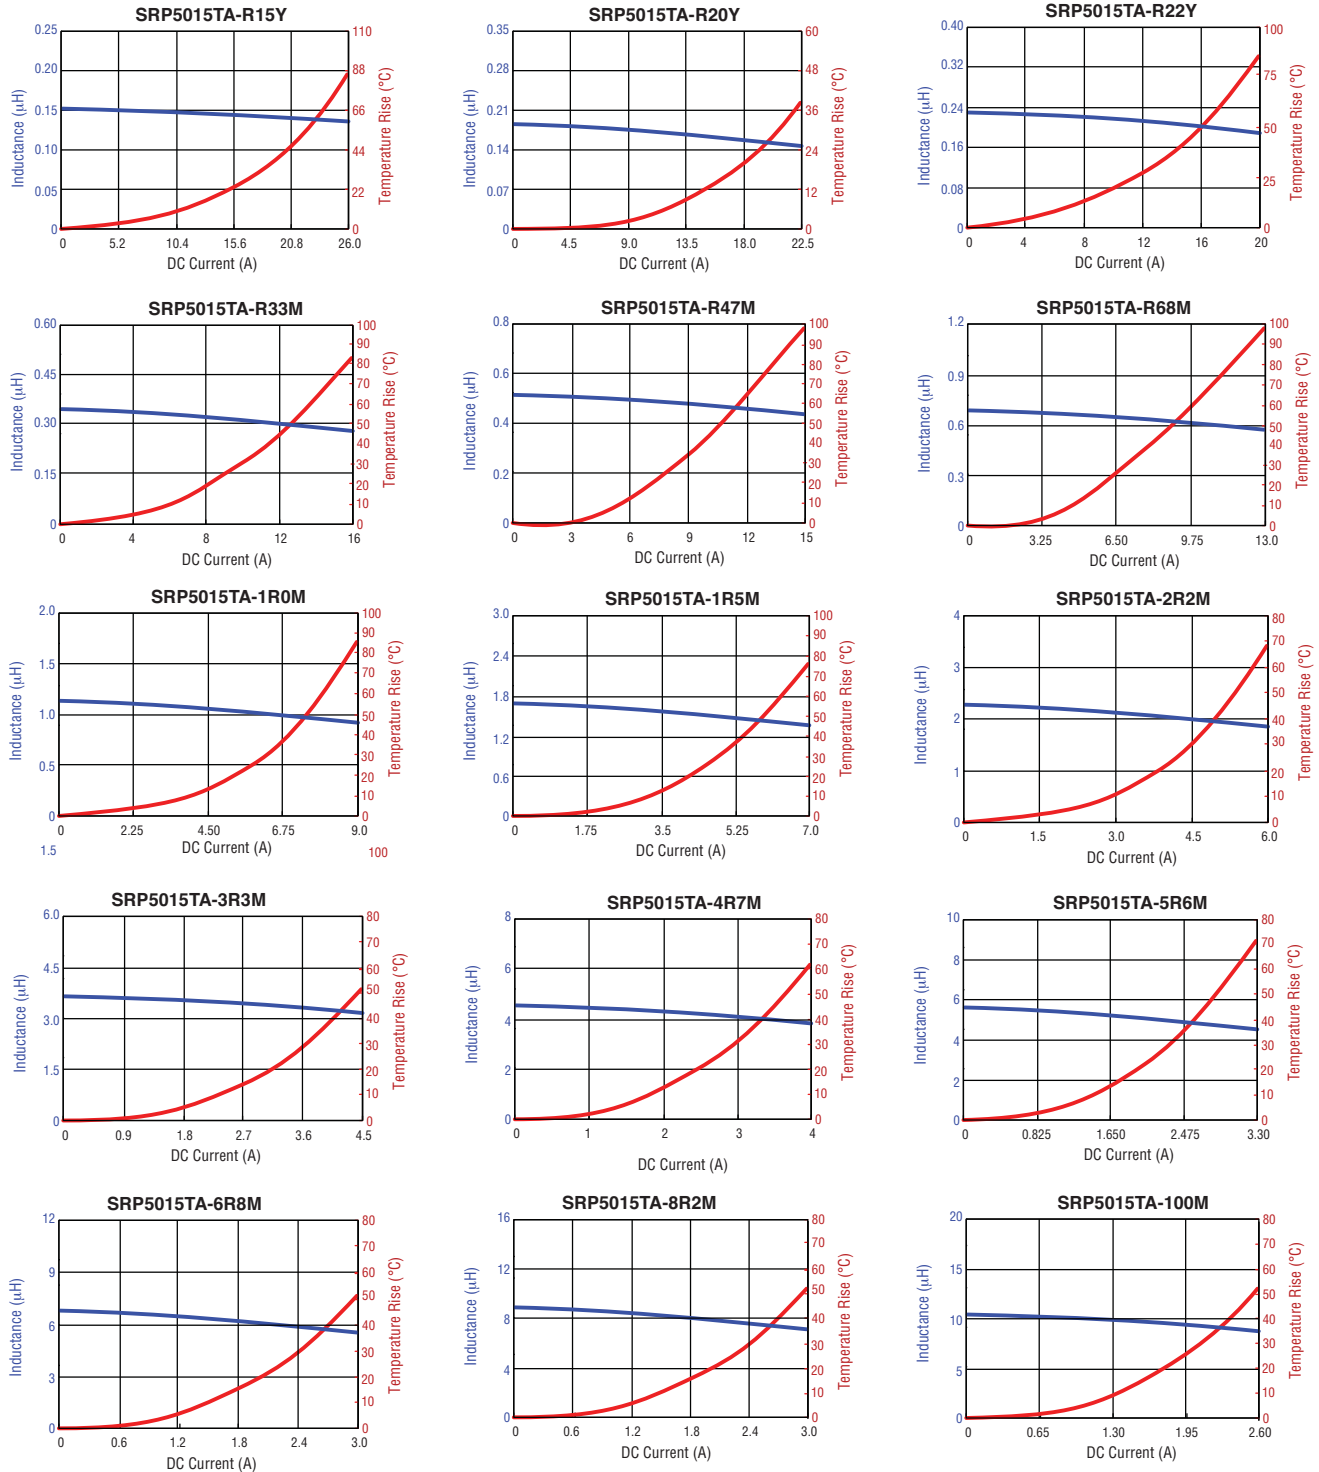 SRP5015TA-R15Y
0.25
0.20
0.15
0.10
0.05
0
Inductance (µH)
110
88
66
44
22
0
Temperature Rise (°C)
0 5.2 10.4 15.6 20.8 26.0
DC Current (A)
SRP5015TA-R20Y
0.35
0.28
0.21
0.14
0.07
0
Inductance (µH)
60
48
36
24
12
0
Temperature Rise (°C)
0 4.5 9.0 13.5 18.0 22.5
DC Current (A)
SRP5015TA-R22Y
0.40
0.32
0.24
0.16
0.08
0
Inductance (µH)
100
75
50
25
0
Temperature Rise (°C)
0 4 8 12 16 20
DC Current (A)
SRP5015TA-R33M
0.60
0.45
0.30
0.15
0
Inductance (µH)
100
90
80
70
60
50
40
30
20
10
0
Temperature Rise (°C)
0 4 8 12 16
DC Current (A)
SRP5015TA-R47M
0.8
0.6
0.4
0.2
0
Inductance (µH)
100
90
80
70
60
50
40
30
20
10
0
Temperature Rise (°C)
0 3 6 9 12 15
DC Current (A)
SRP5015TA-R68M
1.2
0.9
0.6
0.3
0
Inductance (µH)
100
90
80
70
60
50
40
30
20
10
0
Temperature Rise (°C)
0 3.25 6.50 9.75 13.0
DC Current (A)
SRP5015TA-1R0M
2.0
1.5
1.0
0.5
0
Inductance (µH)
100
90
80
70
60
50
40
30
20
10
0
Temperature Rise (°C)
0 2.25 4.50 6.75 9.0
DC Current (A)
1.5
100
SRP5015TA-1R5M
3.0
2.4
1.8
1.2
0.6
0
Inductance (µH)
100
90
80
70
60
50
40
30
20
10
0
Temperature Rise (°C)
0 1.75 3.5 5.25 7.0
DC Current (A)
SRP5015TA-2R2M
4
3
2
1
0
Inductance (µH)
80
70
60
50
40
30
20
10
0
Temperature Rise (°C)
0 1.5 3.0 4.5 6.0
DC Current (A)
SRP5015TA-3R3M
6.0
4.5
3.0
1.5
0
Inductance (µH)
80
70
60
50
40
30
20
10
0
Temperature Rise (°C)
0 0.9 1.8 2.7 3.6 4.5
DC Current (A)
SRP5015TA-4R7M
8
6
4
2
0
Inductance (µH)
80
70
60
50
40
30
20
10
0
Temperature Rise (°C)
0 1 2 3 4
DC Current (A)
SRP5015TA-5R6M
10
8
6
4
2
0
Inductance (µH)
80
70
60
50
40
30
20
10
0
Temperature Rise (°C)
0 0.825 1.650 2.475 3.30
DC Current (A)
SRP5015TA-6R8M
12
9
6
3
0
Inductance (µH)
80
70
60
50
40
30
20
10
0
Temperature Rise (°C)
0 0.6 1.2 1.8 2.4 3.0
DC Current (A)
SRP5015TA-8R2M
16
12
8
4
0
Inductance (µH)
80
70
60
50
40
30
20
10
0
Temperature Rise (°C)
0 0.6 1.2 1.8 2.4 3.0
DC Current (A)
SRP5015TA-100M
20
15
10
5
0
Inductance (µH)
80
70
60
50
40
30
20
10
0
Temperature Rise (°C)
0 0.65 1.30 1.95 2.60
DC Current (A)